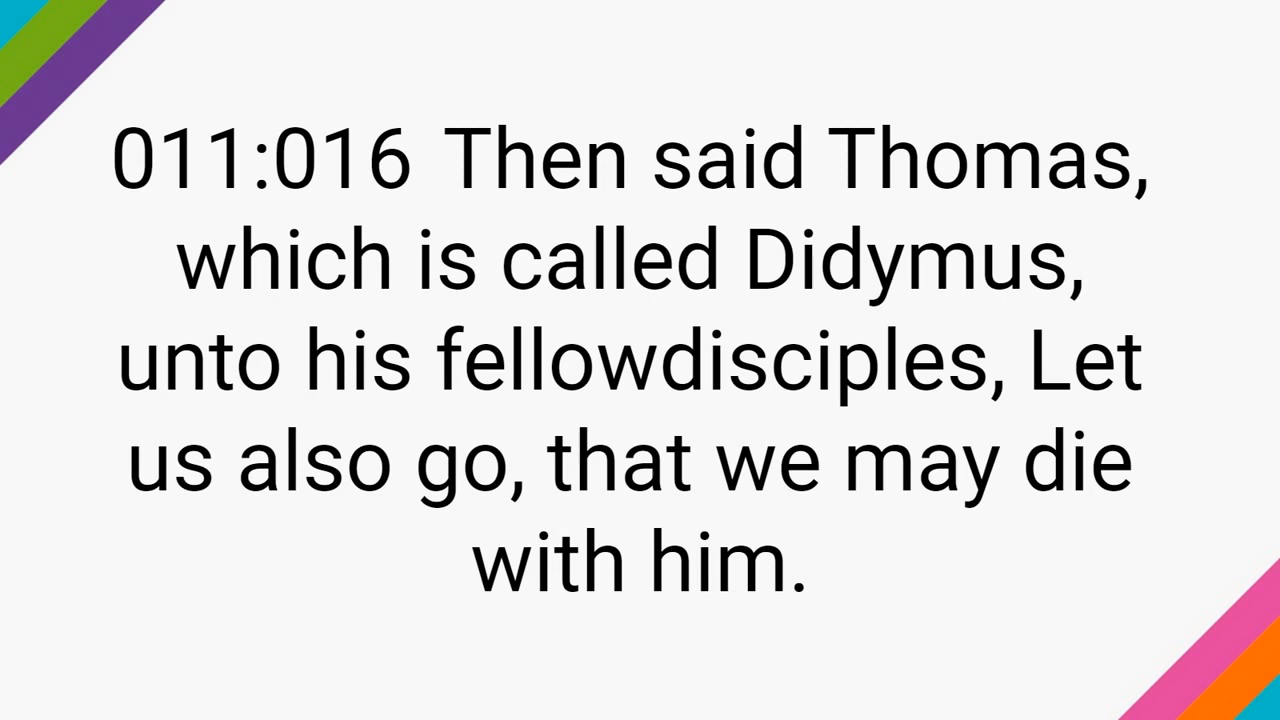 011:016 Then said Thomas,
which is called Didymus,
unto his fellowdisciples, Let
us also go, that we may die
with him.